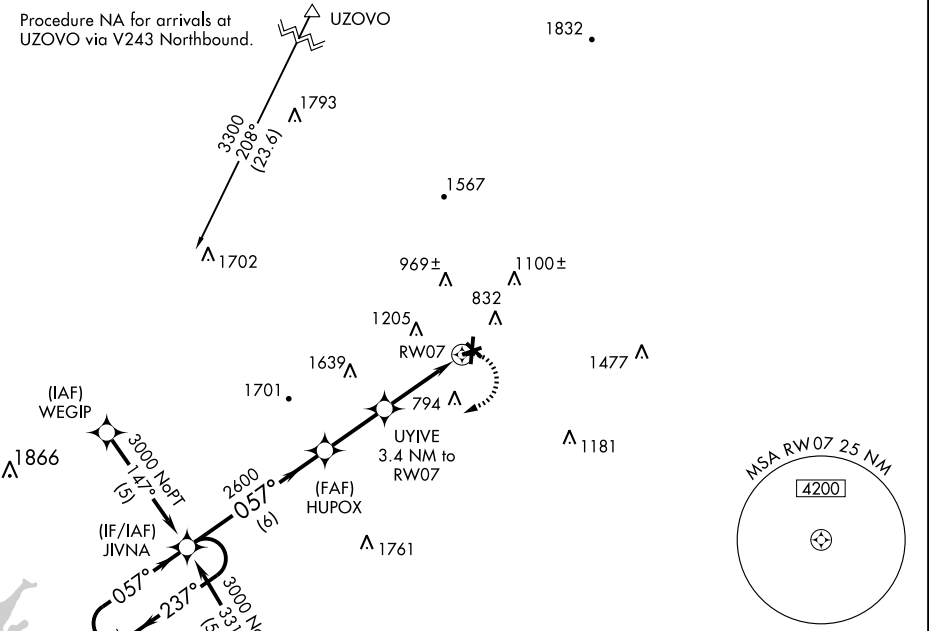 Procedure NA for arrivals at
UZOVO via V243 Northbound.
UZOVO
1832
1793
3300
208°
(23.6)
1567
1702
969±
1100±
832
1205
RW07
1639
1477
1701
(IAF)
WEGIP
794
UYIVE
3.4 NM to
RW07
1181
1866
3000 NoPT
147°
(5)
2600
057°
(6)
(FAF)
HUPOX
MSA RW07 25 NM
4200
(IF/IAF)
JIVNA
1761
057°
237°
3000
331
(5